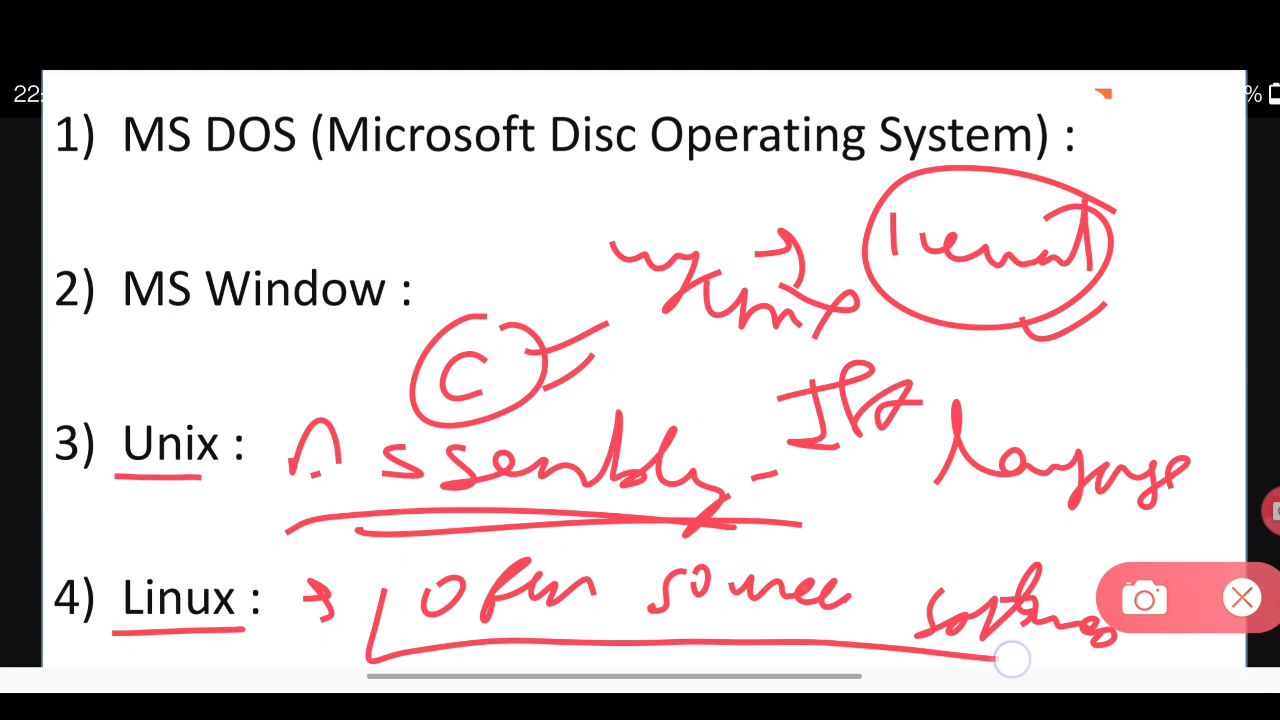 22
%
1) MS DOS (Microsoft Disc Operating System) :
2) MS Window :
C
3) Unix : Assembly - language
4) Linux : → open source software